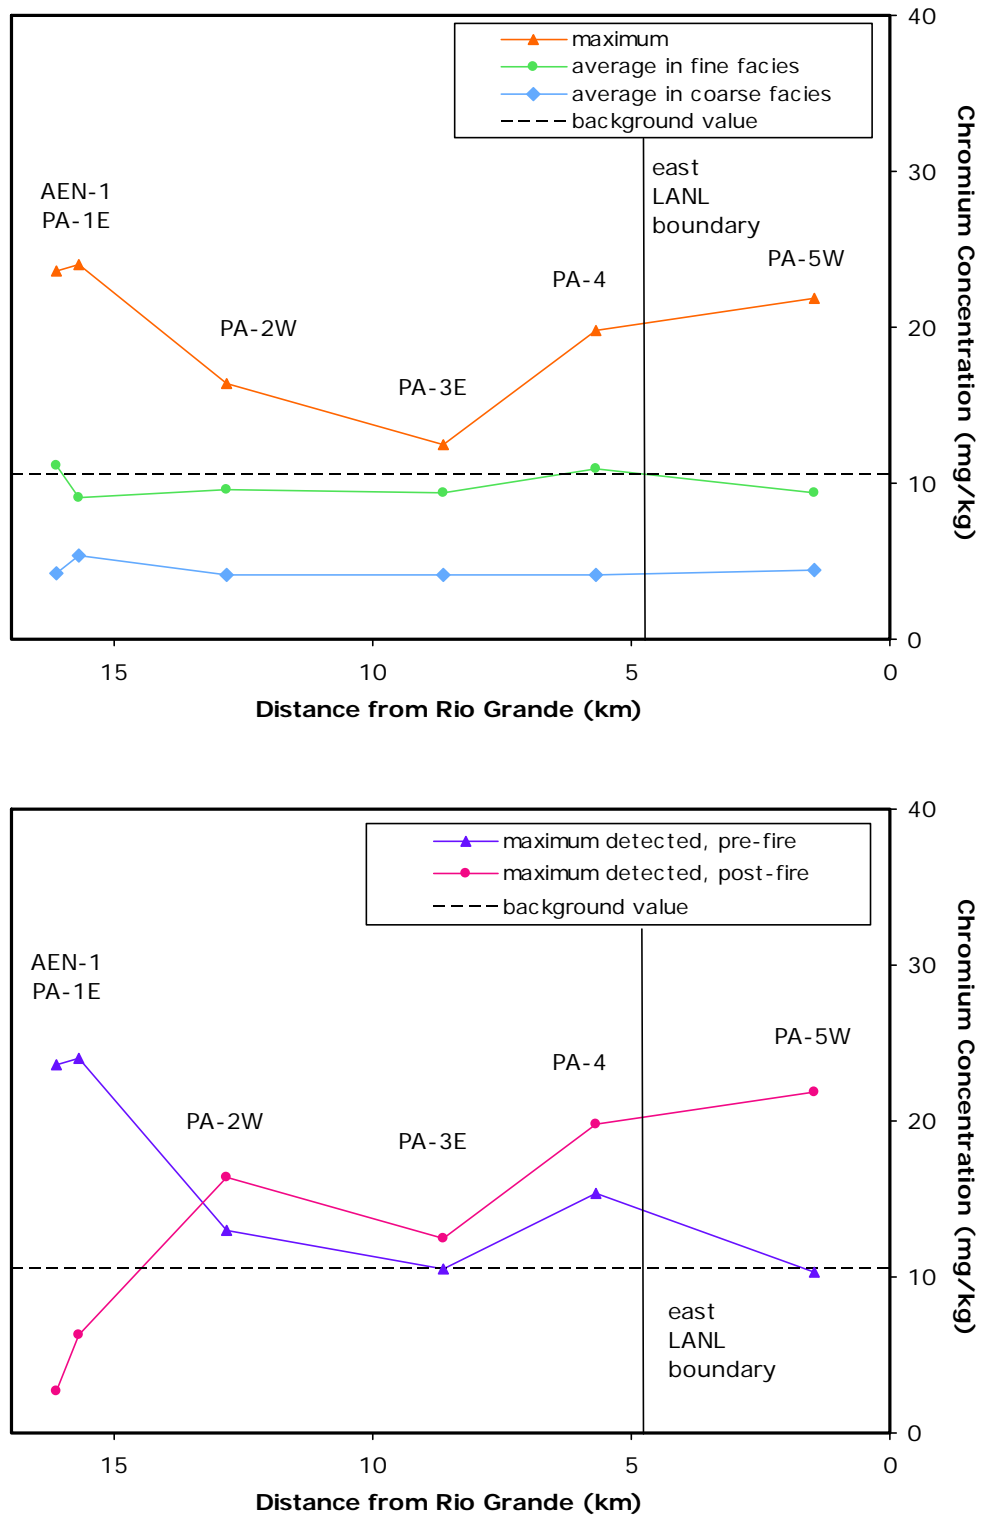 maximum
average in fine facies
average in coarse facies
background value
AEN-1
PA-1E
PA-2W
PA-3E
PA-4
east
LANL
boundary
PA-5W
40
30
20
10
0
Chromium Concentration (mg/kg)
15
10
5
0
Distance from Rio Grande (km)
maximum detected, pre-fire
maximum detected, post-fire
background value
AEN-1
PA-1E
PA-2W
PA-3E
PA-4
PA-5W
east
LANL
boundary
40
30
20
10
0
Chromium Concentration (mg/kg)
15
10
5
0
Distance from Rio Grande (km)